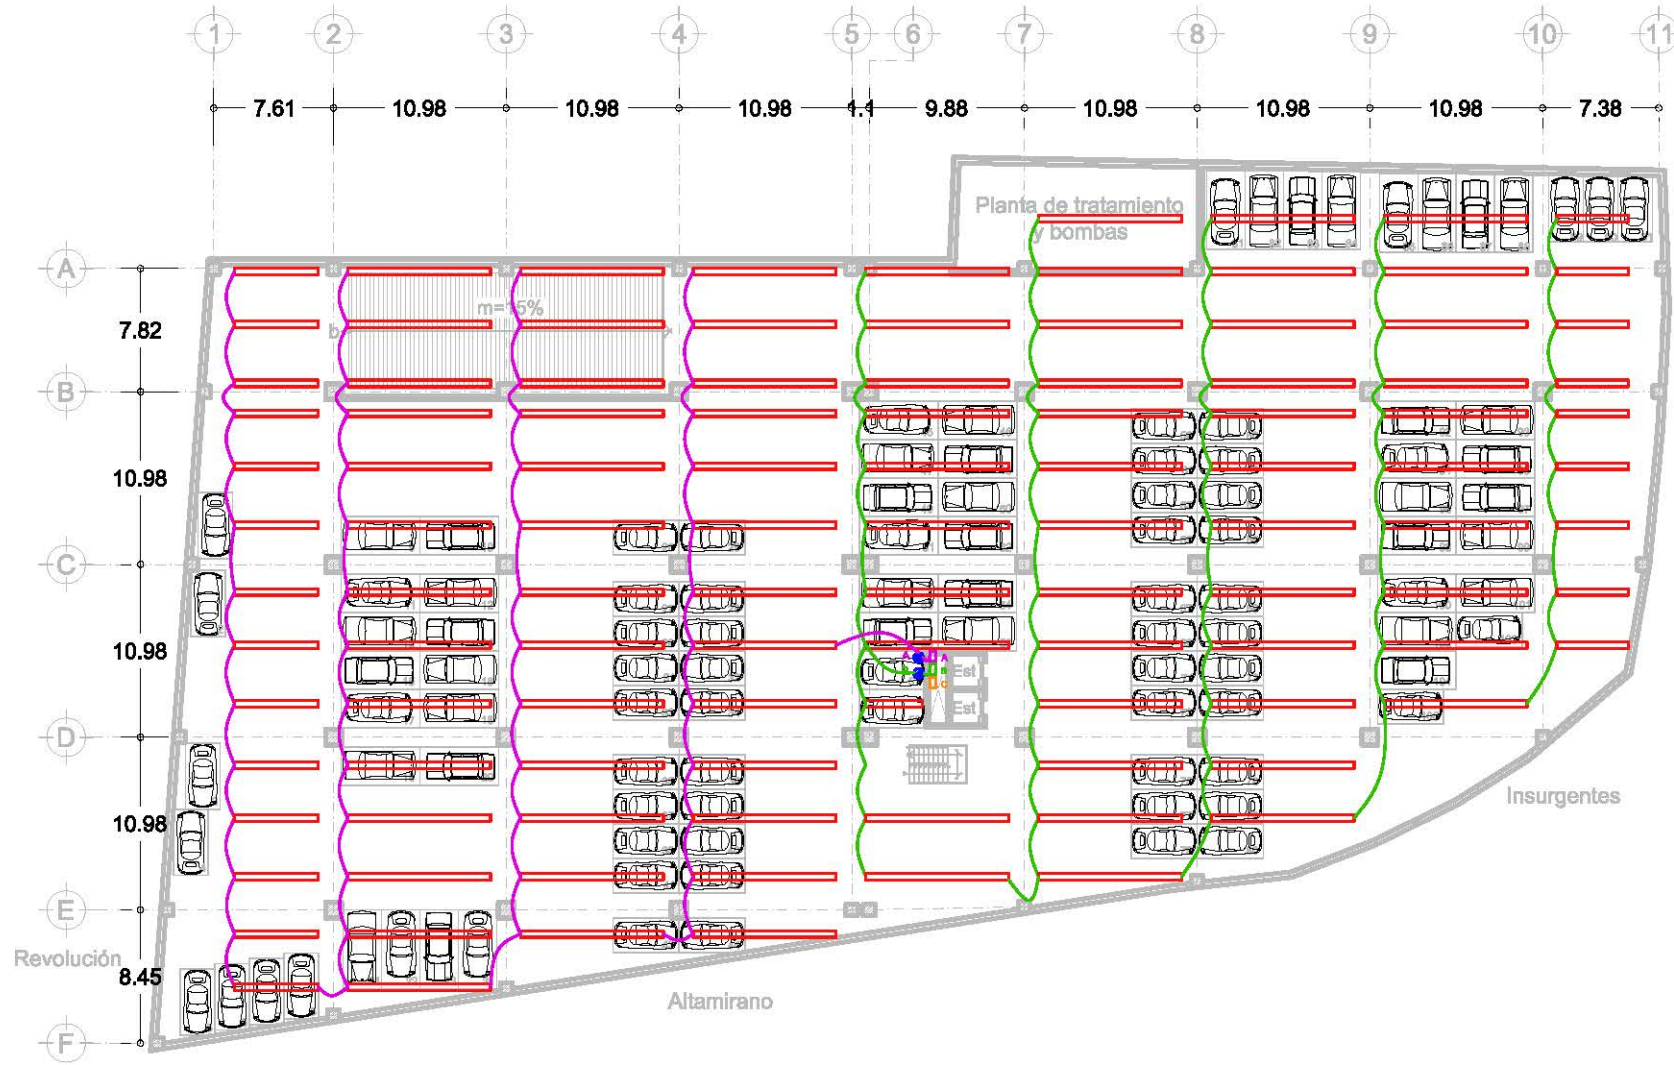 1 2 3 4 5 6 7 8 9 10 11
7.61 10.98 10.98 10.98 1.1 9.88 10.98 10.98 10.98 7.38
Planta de tratamiento
y bombas
A
m=15%
7.82
b
B
10.98
C
10.98
A A
B
Est
C
Est
D
10.98
Insurgentes
E
Revolución
8.45
Altamirano
F